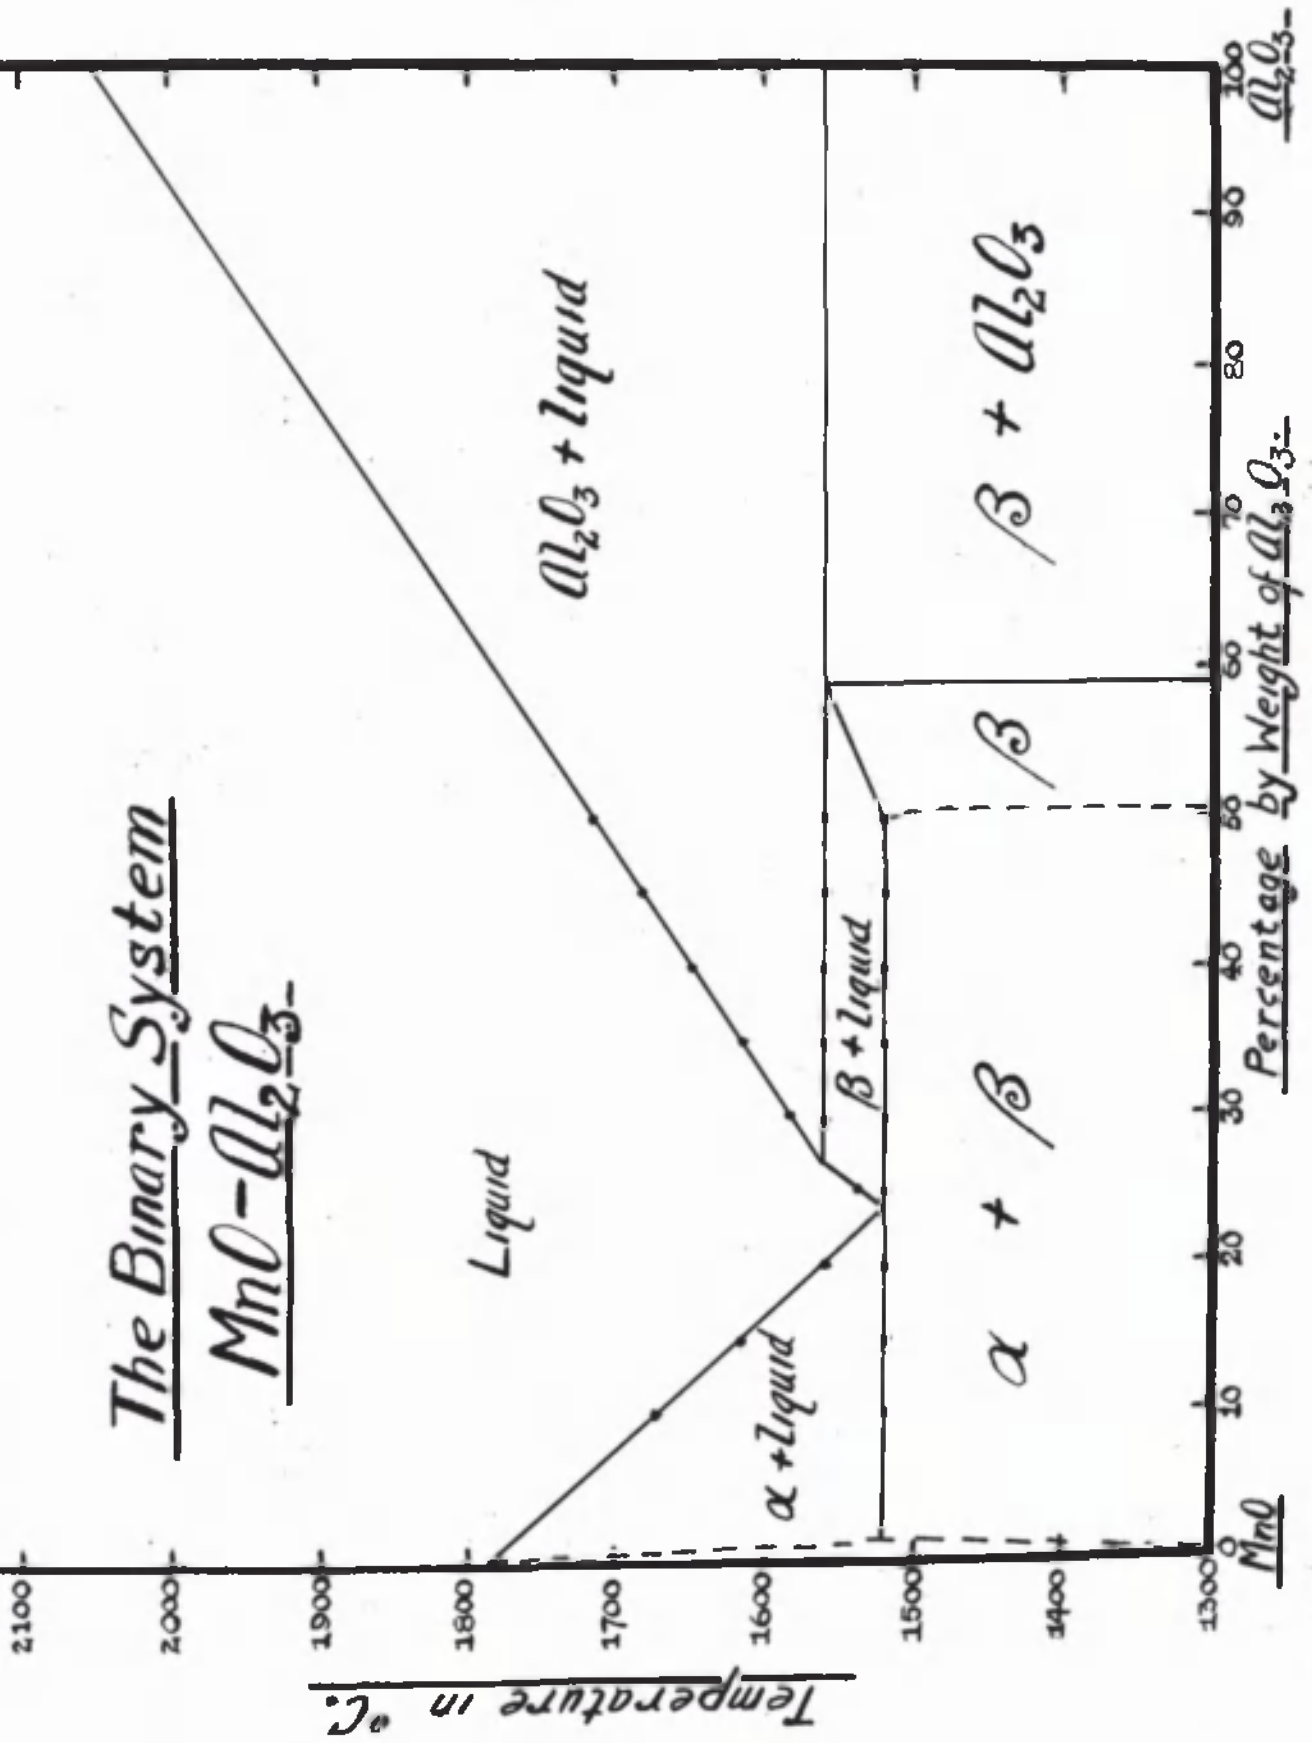 The Binary System
MnO-Al2O3-
Liquid
Al2O3 + liquid
α + liquid
β + liquid
α + β
β
β + Al2O3
2100
2000
1900
1800
1700
1600
1500
1400
1300
Temperature in °C.
0 10 20 30 40 50 60 70 80 90 100
MnO
Percentage by Weight of Al2O3.
Al2O3-